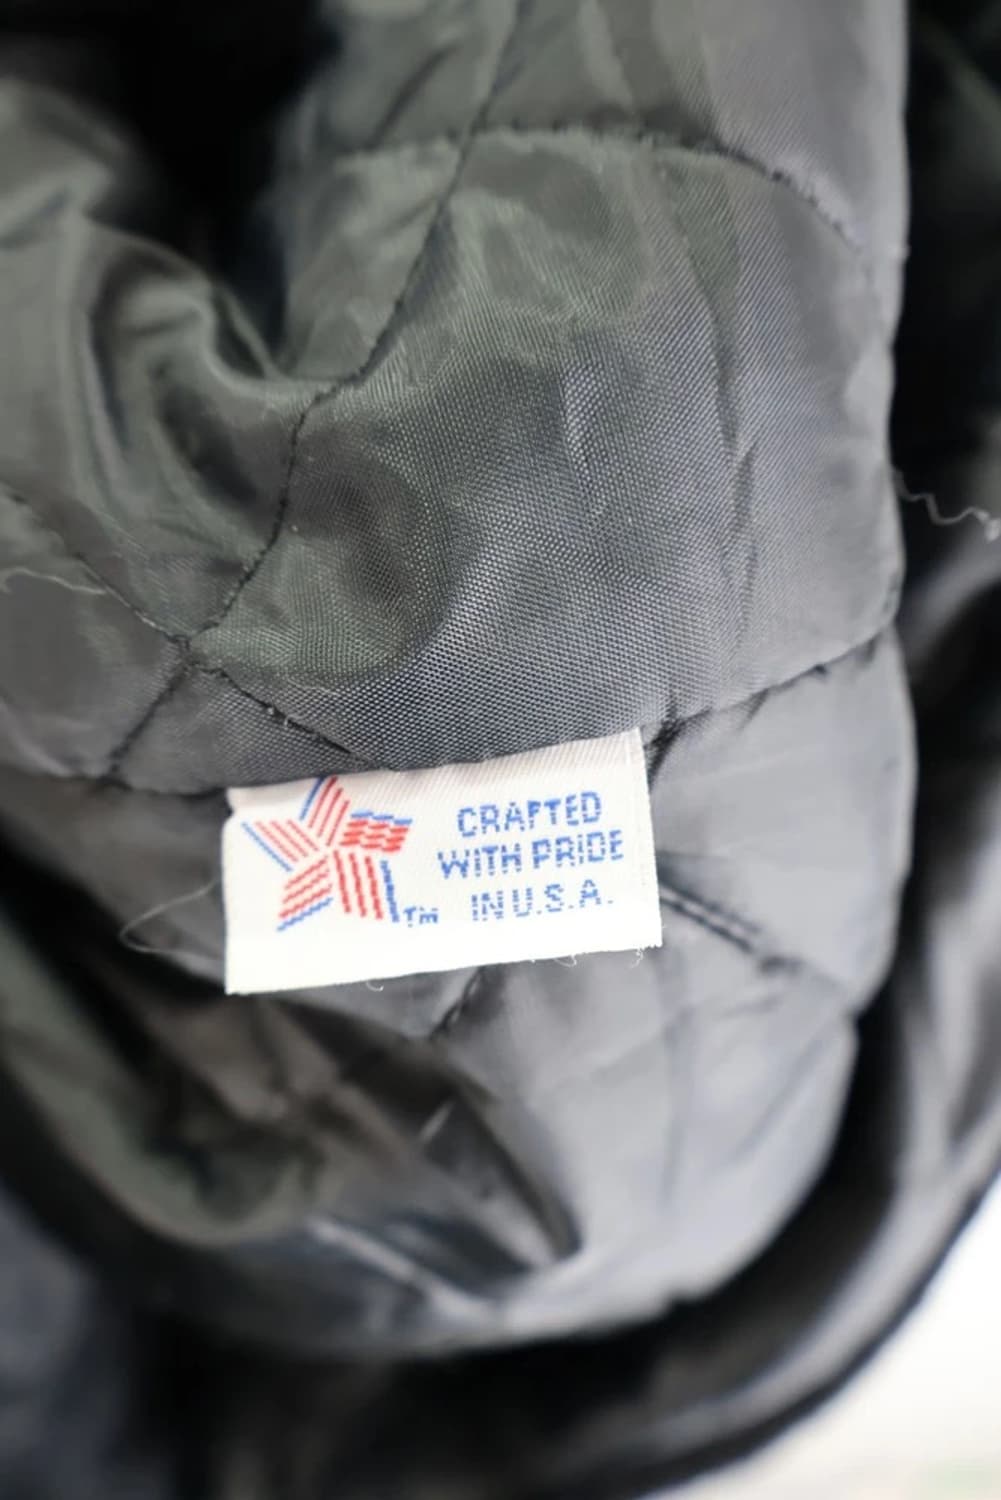 CRAFTED
WITH PRIDE
IN U.S.A.
TM